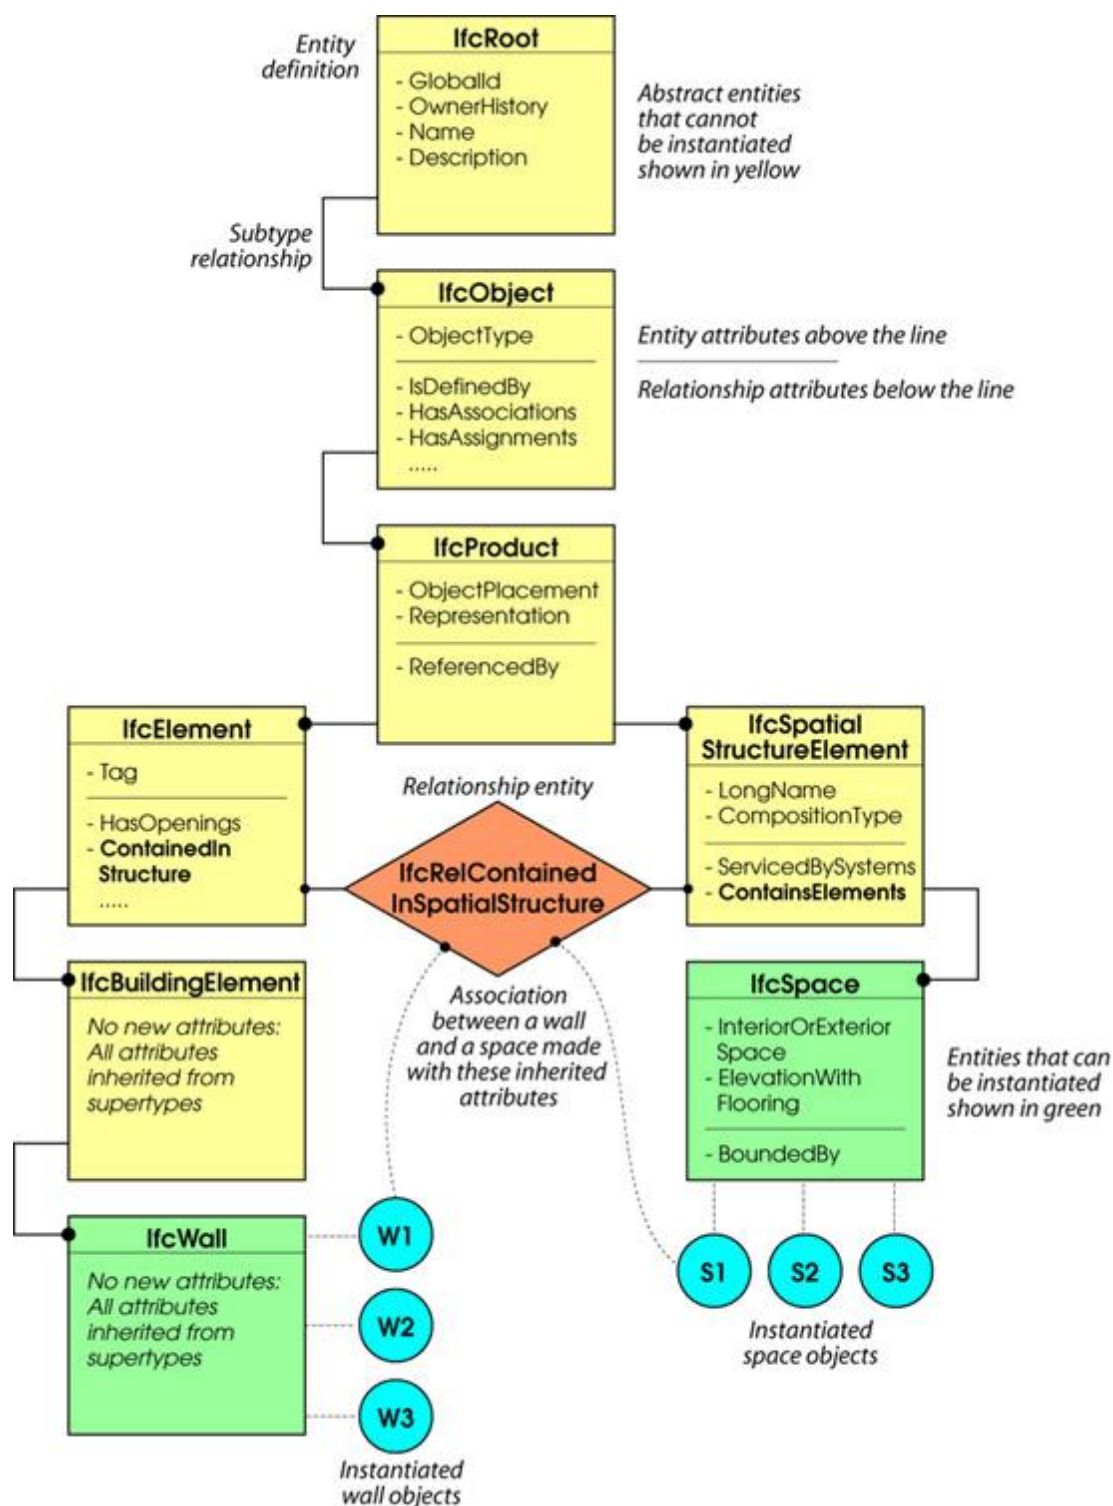 Entity
definition
IfcRoot
- GlobalId
- OwnerHistory
- Name
- Description
Abstract entities
that cannot
be instantiated
shown in yellow
Subtype
relationship
IfcObject
- ObjectType
- IsDefinedBy
- HasAssociations
- HasAssignments
.....
Entity attributes above the line
Relationship attributes below the line
IfcProduct
- ObjectPlacement
- Representation
- ReferencedBy
IfcElement
- Tag
- HasOpenings
- ContainedIn
Structure
.....
Relationship entity
IfcRelContained
InSpatialStructure
IfcSpatial
StructureElement
- LongName
- CompositionType
- ServicedBySystems
- ContainsElements
IfcBuildingElement
No new attributes:
All attributes
inherited from
supertypes
Association
between a wall
and a space made
with these inherited
attributes
IfcSpace
- InteriorOrExterior
Space
- ElevationWith
Flooring
- BoundedBy
Entities that can
be instantiated
shown in green
IfcWall
No new attributes:
All attributes
inherited from
supertypes
W1
W2
W3
Instantiated
wall objects
S1 S2 S3
Instantiated
space objects